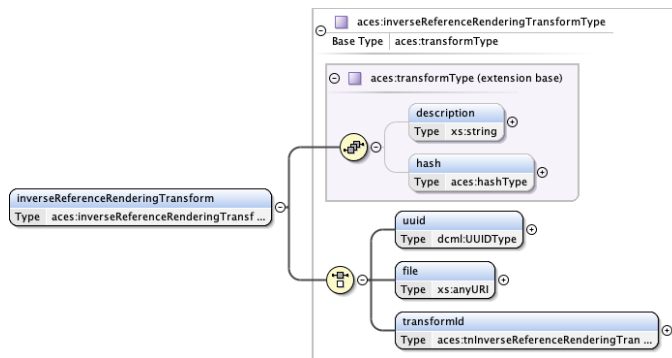 aces:inverseReferenceRenderingTransformType
Base Type aces:transformType
aces:transformType (extension base)
description
Type xs:string
hash
Type aces:hashType
inverseReferenceRenderingTransform
Type aces:inverseReferenceRenderingTransf ...
uuid
Type dcml:UUIDType
file
Type xs:anyURI
transformId
Type aces:tnInverseReferenceRenderingTran ...